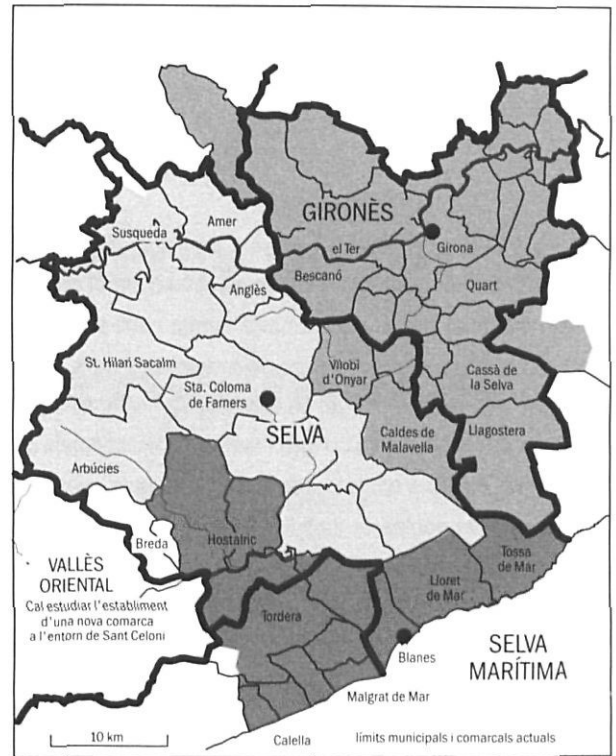 GIRONÈS
Amer
Susqueda
el Ter
Girona
Bescanó
Anglès
Quart
St. Hilari Sacalm
Vilobí
d'Onyar
Cassà de
la Selva
Sta. Coloma
de Farners
SELVA
Caldes de
Malavella
Llagostera
Arbúcies
Breda
Hostalric
VALLÈS
ORIENTAL
Cal estudiar l'establiment
d'una nova comarca
a l'entorn de Sant Celoni
Tossa
de Mar
Lloret
de Mar
Tordera
Blanes
SELVA
MARÍTIMA
Malgrat de Mar
10 km
Calella
límits municipals i comarcals actuals